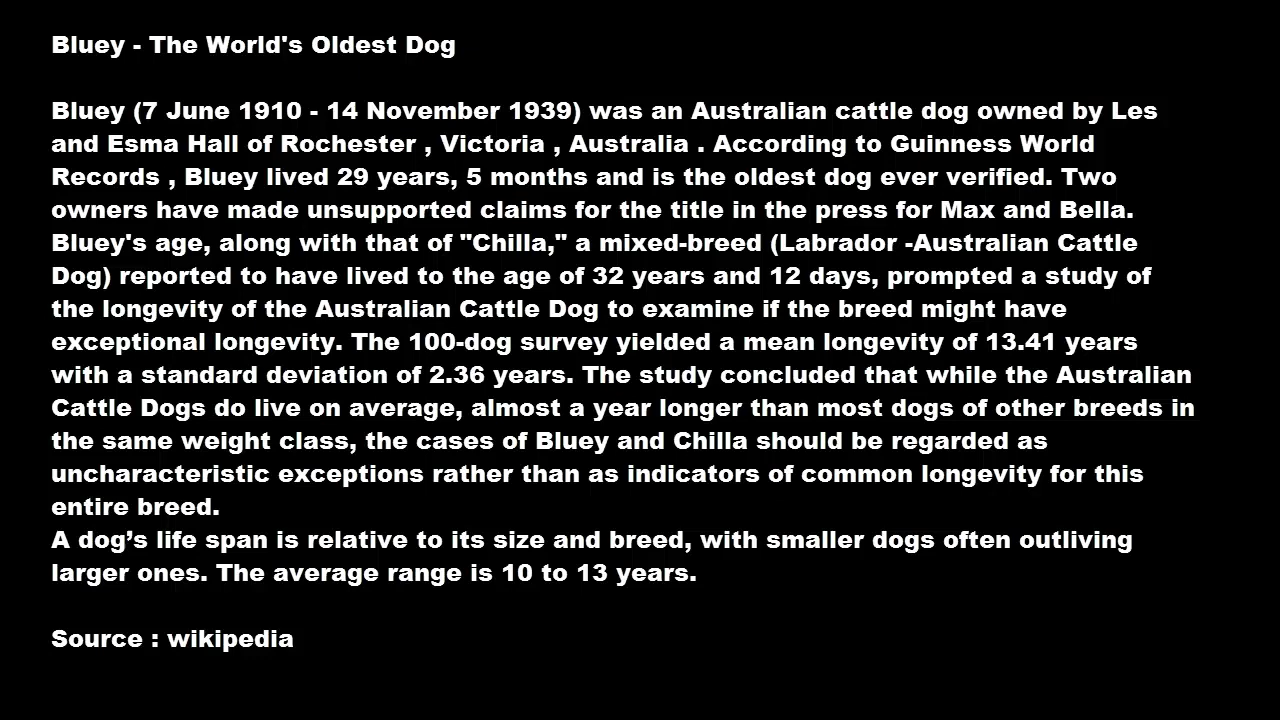 Bluey - The World's Oldest Dog
Bluey (7 June 1910 - 14 November 1939) was an Australian cattle dog owned by Les
and Esma Hall of Rochester , Victoria , Australia . According to Guinness World
Records , Bluey lived 29 years, 5 months and is the oldest dog ever verified. Two
owners have made unsupported claims for the title in the press for Max and Bella.
Bluey's age, along with that of "Chilla," a mixed-breed (Labrador -Australian Cattle
Dog) reported to have lived to the age of 32 years and 12 days, prompted a study of
the longevity of the Australian Cattle Dog to examine if the breed might have
exceptional longevity. The 100-dog survey yielded a mean longevity of 13.41 years
with a standard deviation of 2.36 years. The study concluded that while the Australian
Cattle Dogs do live on average, almost a year longer than most dogs of other breeds in
the same weight class, the cases of Bluey and Chilla should be regarded as
uncharacteristic exceptions rather than as indicators of common longevity for this
entire breed.
A dog’s life span is relative to its size and breed, with smaller dogs often outliving
larger ones. The average range is 10 to 13 years.
Source : wikipedia